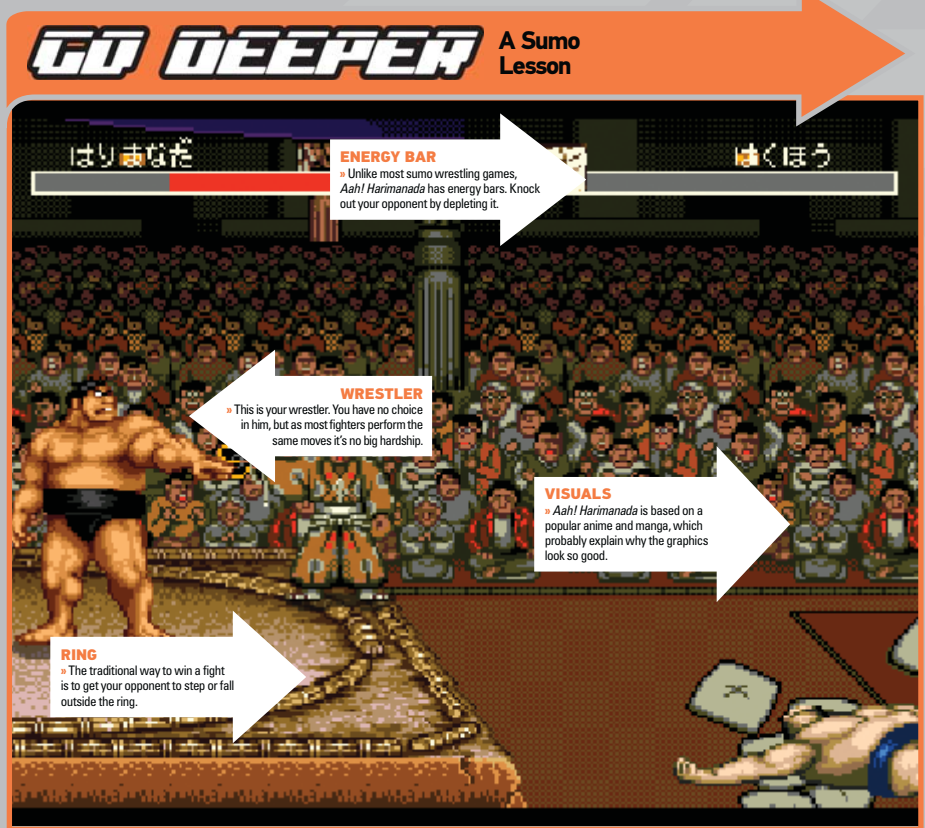 GO DEEPER
A Sumo
Lesson
はりまなだ
はくほう
ENERGY BAR
» Unlike most sumo wrestling games,
Aah! Harimanada has energy bars. Knock
out your opponent by depleting it.
WRESTLER
» This is your wrestler. You have no choice
in him, but as most fighters perform the
same moves it's no big hardship.
VISUALS
» Aah! Harimanada is based on a
popular anime and manga, which
probably explain why the graphics
look so good.
RING
» The traditional way to win a fight
is to get your opponent to step or fall
outside the ring.